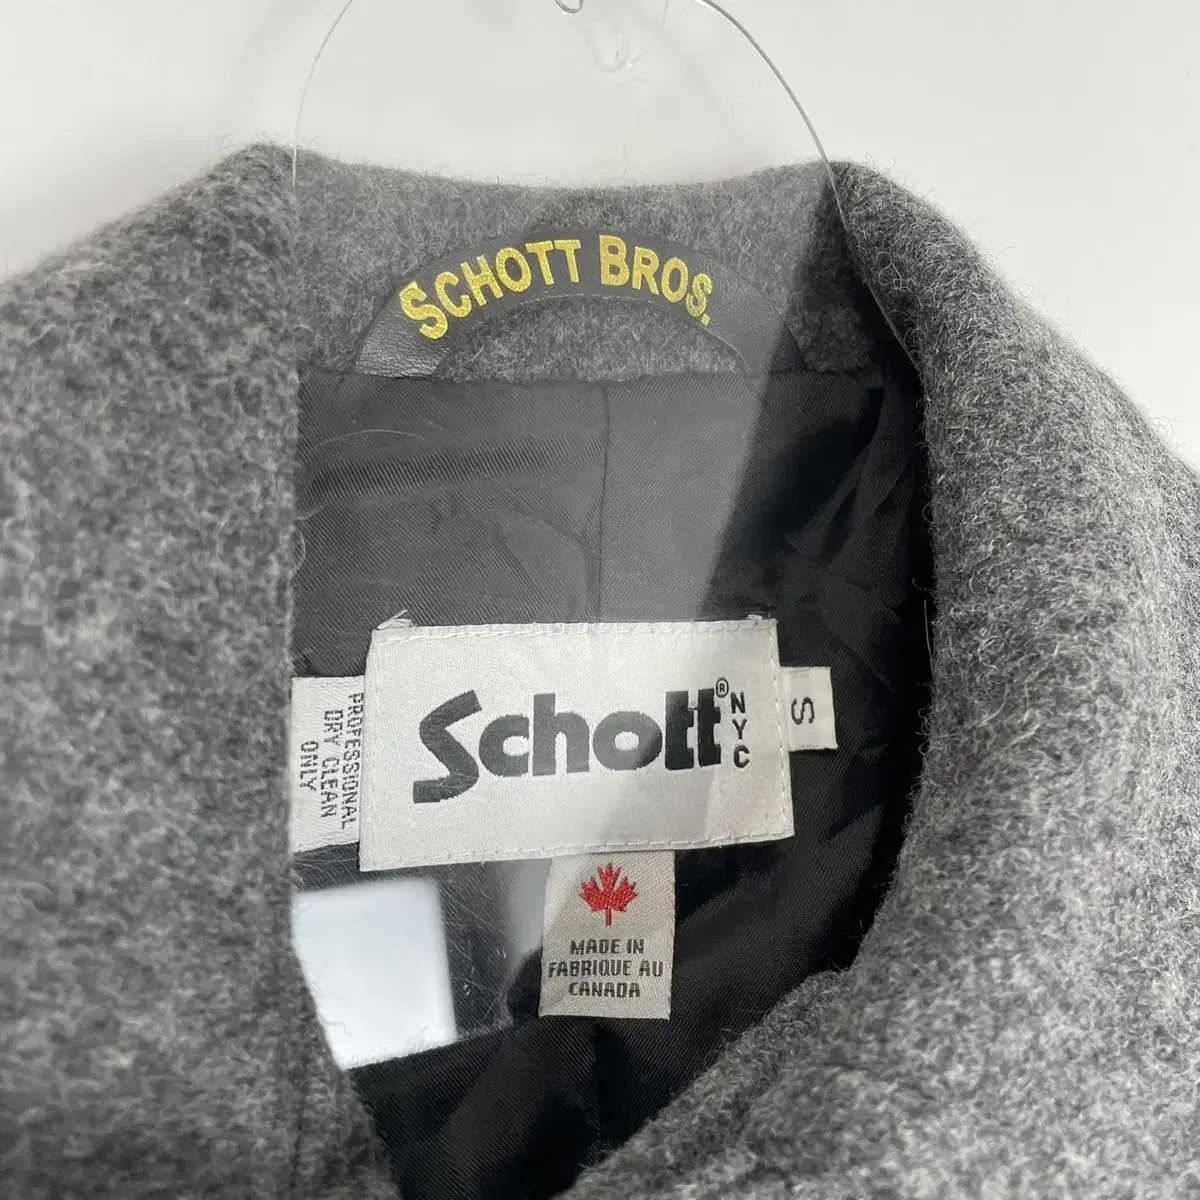 SCHOTT BROS.
Schott® NYC
S
PROFESSIONAL
DRY CLEAN
ONLY
MADE IN
FABRIQUE AU
CANADA